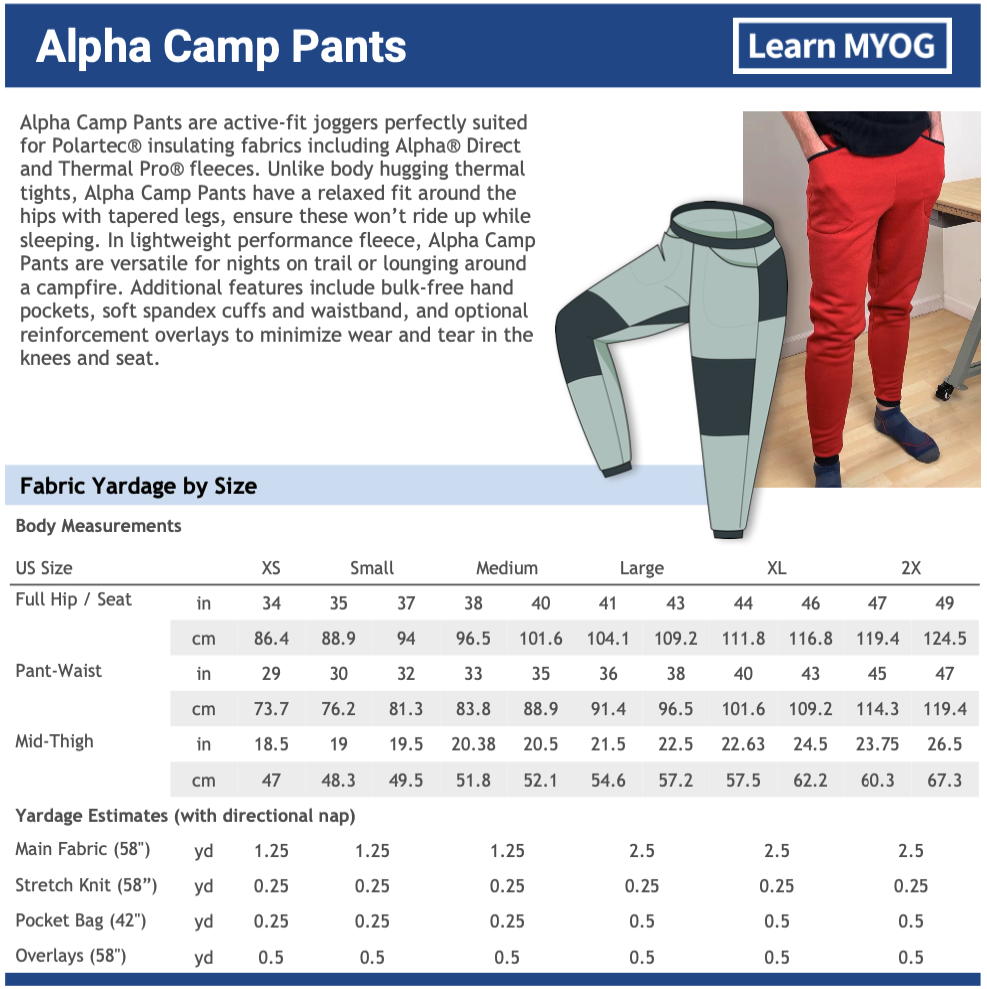 Alpha Camp Pants
Learn MYOG
Alpha Camp Pants are active-fit joggers perfectly suited
for Polartec® insulating fabrics including Alpha® Direct
and Thermal Pro® fleeces. Unlike body hugging thermal
tights, Alpha Camp Pants have a relaxed fit around the
hips with tapered legs, ensure these won’t ride up while
sleeping. In lightweight performance fleece, Alpha Camp
Pants are versatile for nights on trail or lounging around
a campfire. Additional features include bulk-free hand
pockets, soft spandex cuffs and waistband, and optional
reinforcement overlays to minimize wear and tear in the
knees and seat.
Fabric Yardage by Size
Body Measurements
US Size XS Small Medium Large XL 2X
Full Hip / Seat in 34 35 37 38 40 41 43 44 46 47 49
cm 86.4 88.9 94 96.5 101.6 104.1 109.2 111.8 116.8 119.4 124.5
Pant-Waist in 29 30 32 33 35 36 38 40 43 45 47
cm 73.7 76.2 81.3 83.8 88.9 91.4 96.5 101.6 109.2 114.3 119.4
Mid-Thigh in 18.5 19 19.5 20.38 20.5 21.5 22.5 22.63 24.5 23.75 26.5
cm 47 48.3 49.5 51.8 52.1 54.6 57.2 57.5 62.2 60.3 67.3
Yardage Estimates (with directional nap)
Main Fabric (58") yd 1.25 1.25 1.25 2.5 2.5 2.5
Stretch Knit (58”) yd 0.25 0.25 0.25 0.25 0.25 0.25
Pocket Bag (42") yd 0.25 0.25 0.25 0.5 0.5 0.5
Overlays (58") yd 0.5 0.5 0.5 0.5 0.5 0.5